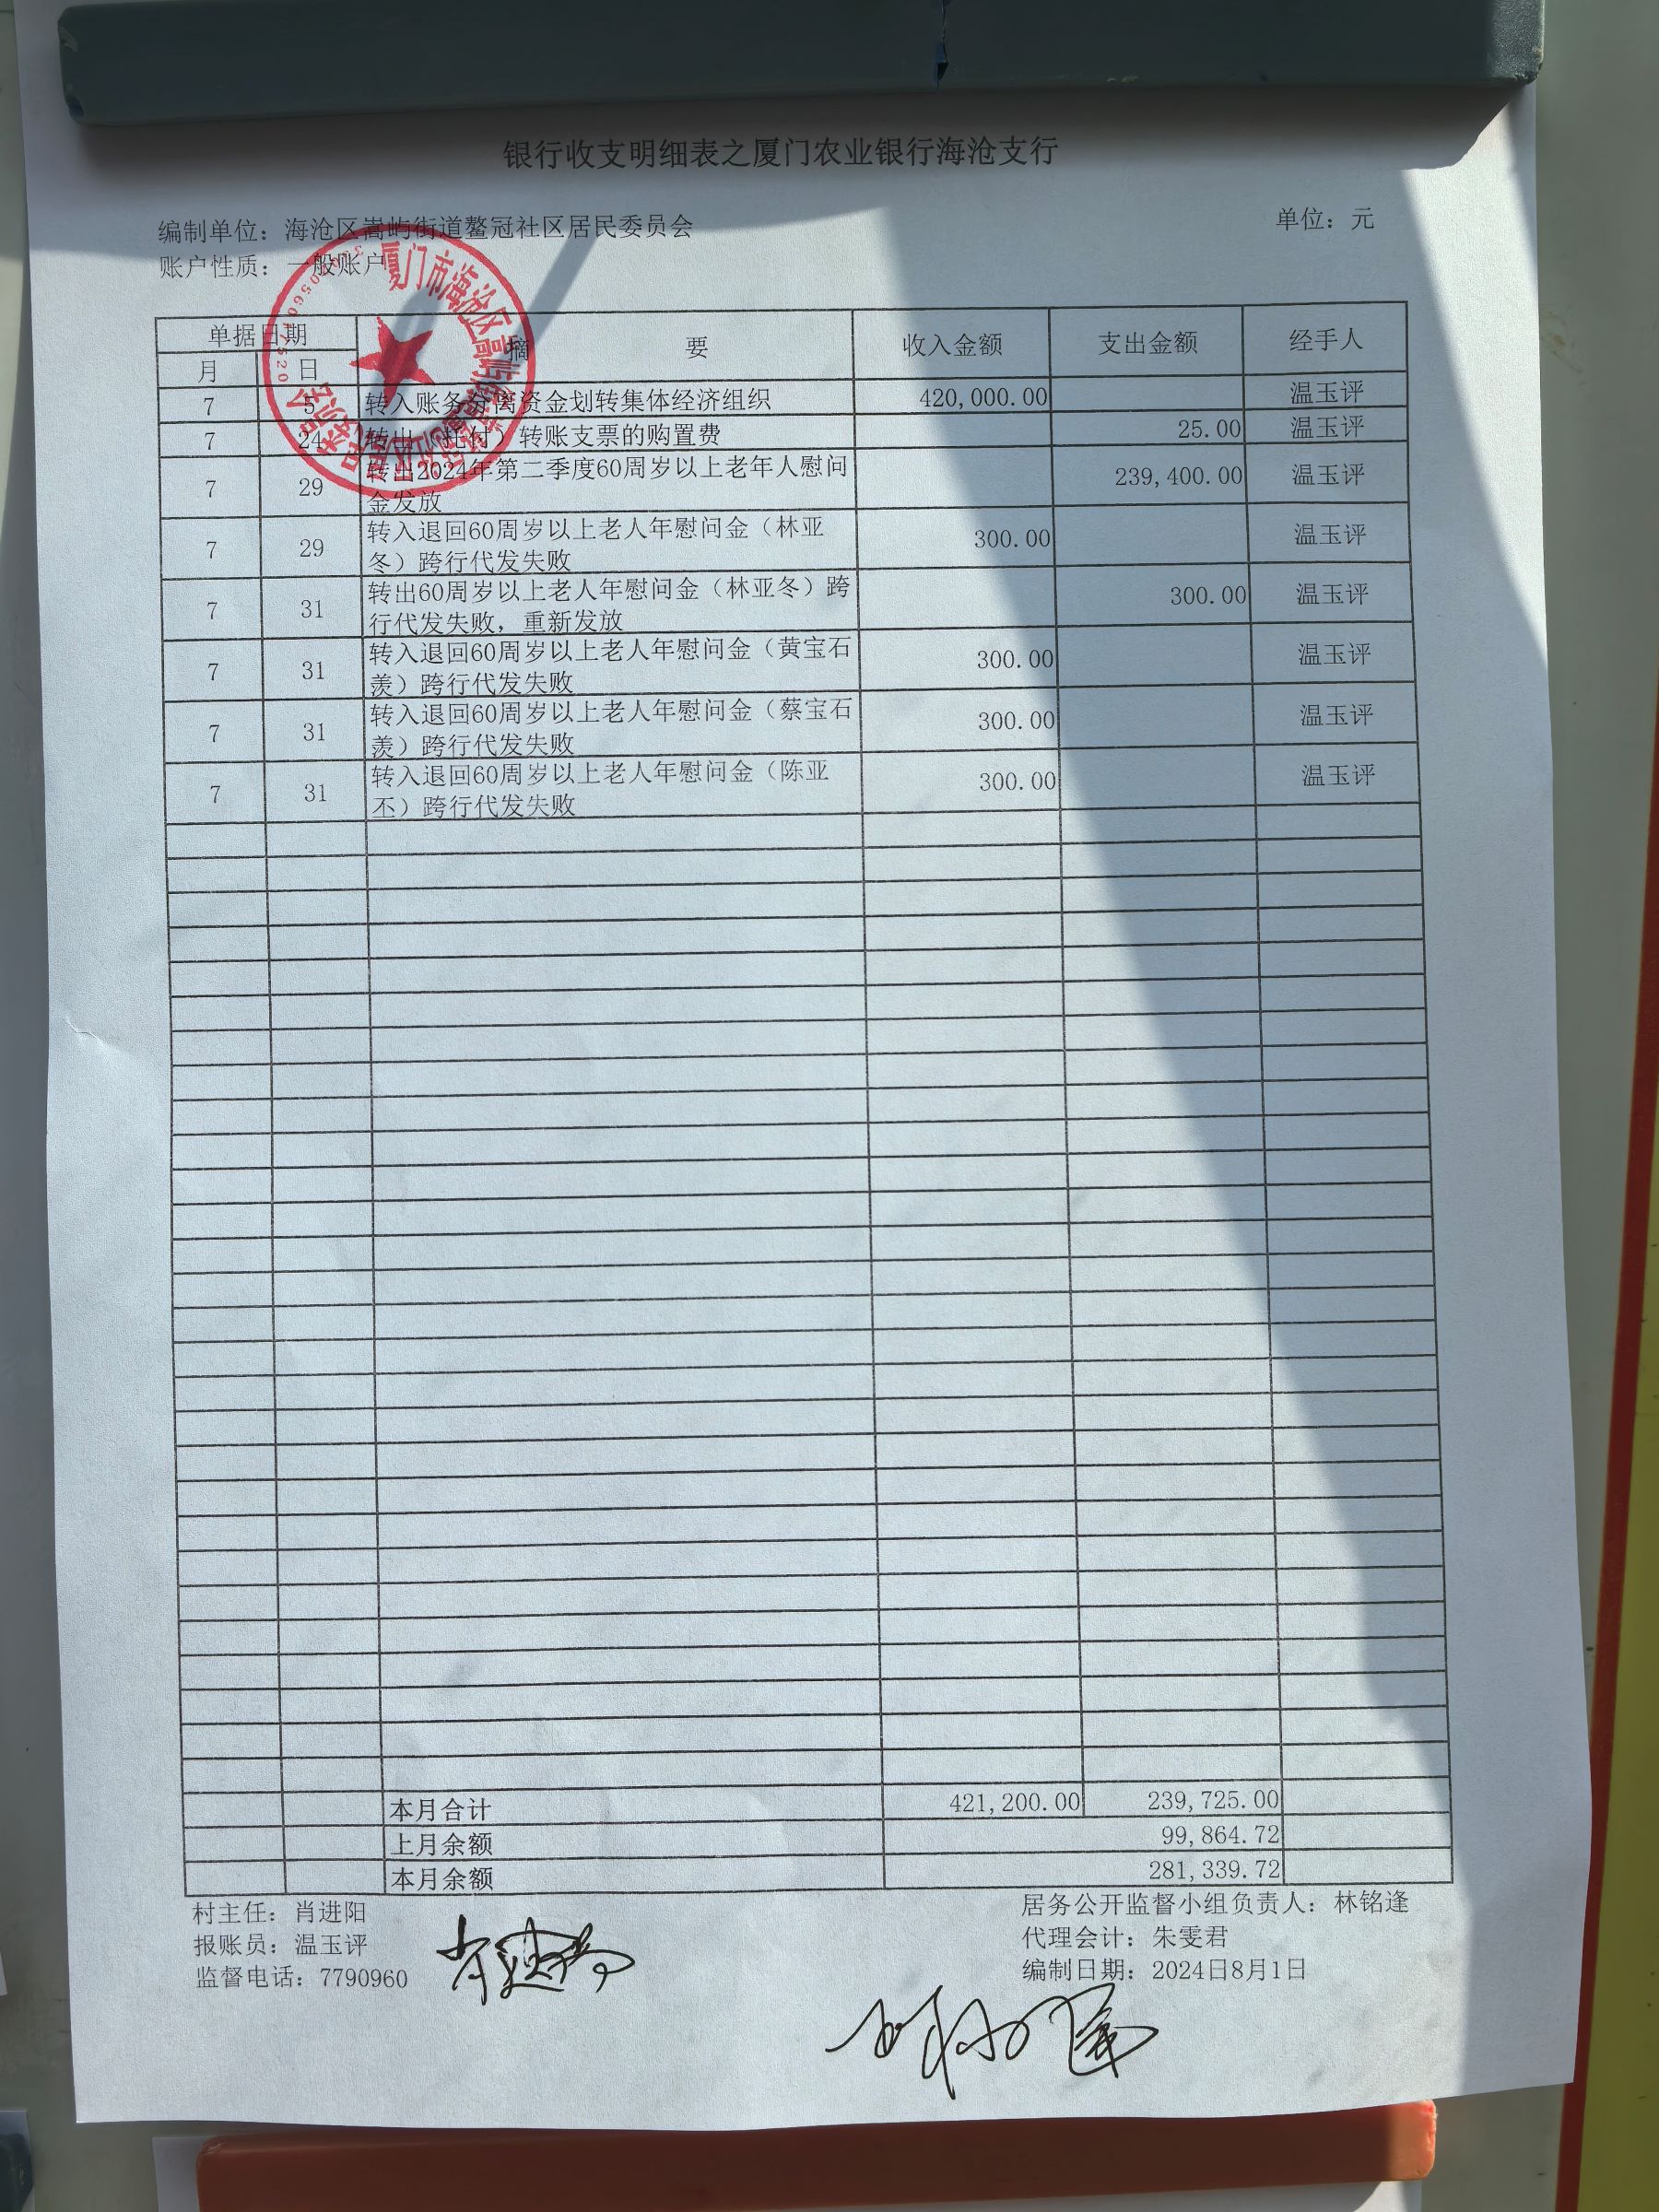 银行收支明细表之厦门农业银行海沧支行
编制单位：海沧区嵩屿街道鳌冠社区居民委员会
单位：元
账户性质：一般账户
单据日期 摘 要 收入金额 支出金额 经手人
月 日
7 5 转入账务分离资金划转集体经济组织 420,000.00 温玉评
7 24 转出（托付）转账支票的购置费 25.00 温玉评
7 29 转出2024年第二季度60周岁以上老年人慰问 239,400.00 温玉评
金发放
7 29 转入退回60周岁以上老人年慰问金（林亚 300.00 温玉评
冬）跨行代发失败
7 31 转出60周岁以上老人年慰问金（林亚冬）跨 300.00 温玉评
行代发失败，重新发放
7 31 转入退回60周岁以上老人年慰问金（黄宝石 300.00 温玉评
羡）跨行代发失败
7 31 转入退回60周岁以上老人年慰问金（蔡宝石 300.00 温玉评
羡）跨行代发失败
7 31 转入退回60周岁以上老人年慰问金（陈亚 300.00 温玉评
丕）跨行代发失败
本月合计 421,200.00 239,725.00
上月余额 99,864.72
本月余额 281,339.72
村主任：肖进阳
居务公开监督小组负责人：林铭逢
报账员：温玉评
代理会计：朱雯君
监督电话：7790960
编制日期：2024日8月1日
肖进阳